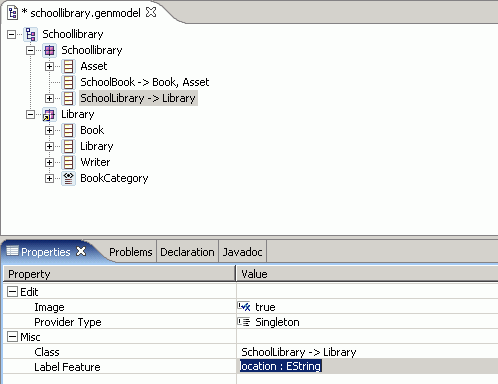 * schoollibrary.genmodel
Schoollibrary
Schoollibrary
Asset
SchoolBook -> Book, Asset
SchoolLibrary -> Library
Library
Book
Library
Writer
BookCategory
Properties Problems Declaration Javadoc
Property Value
Edit
Image true
Provider Type Singleton
Misc
Class SchoolLibrary -> Library
Label Feature location : EString